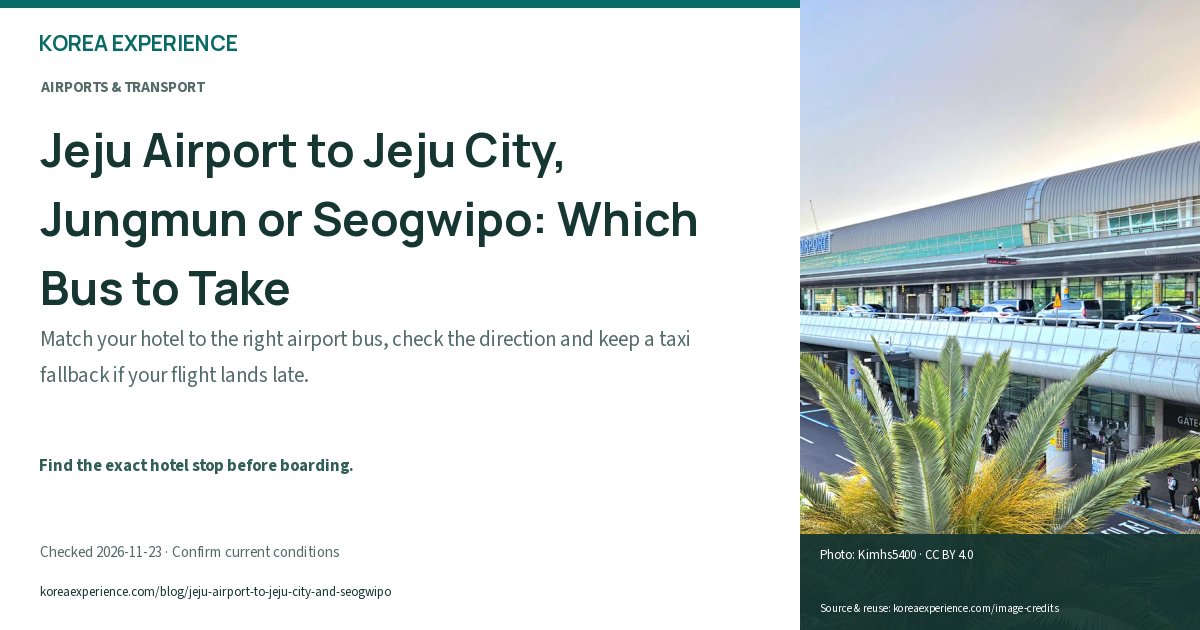 KOREA EXPERIENCE
AIRPORTS & TRANSPORT
Jeju Airport to Jeju City,
Jungmun or Seogwipo: Which
Bus to Take
Match your hotel to the right airport bus, check the direction and keep a taxi
fallback if your flight lands late.
Find the exact hotel stop before boarding.
Checked 2026-11-23 · Confirm current conditions
koreaexperience.com/blog/jeju-airport-to-jeju-city-and-seogwipo
GATE
Photo: Kimhs5400 · CC BY 4.0
Source & reuse: koreaexperience.com/image-credits